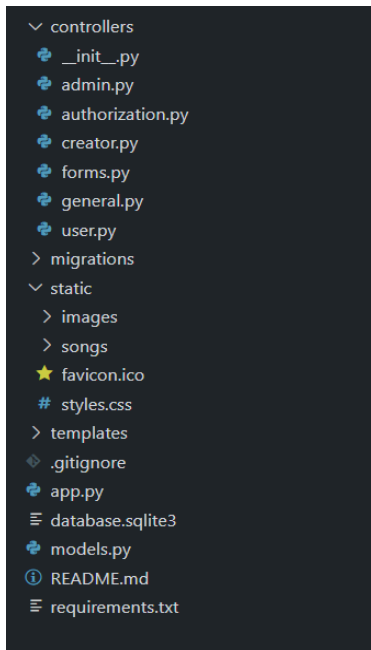 controllers
__init__.py
admin.py
authorization.py
creator.py
forms.py
general.py
user.py
migrations
static
images
songs
favicon.ico
# styles.css
templates
.gitignore
app.py
database.sqlite3
models.py
README.md
requirements.txt